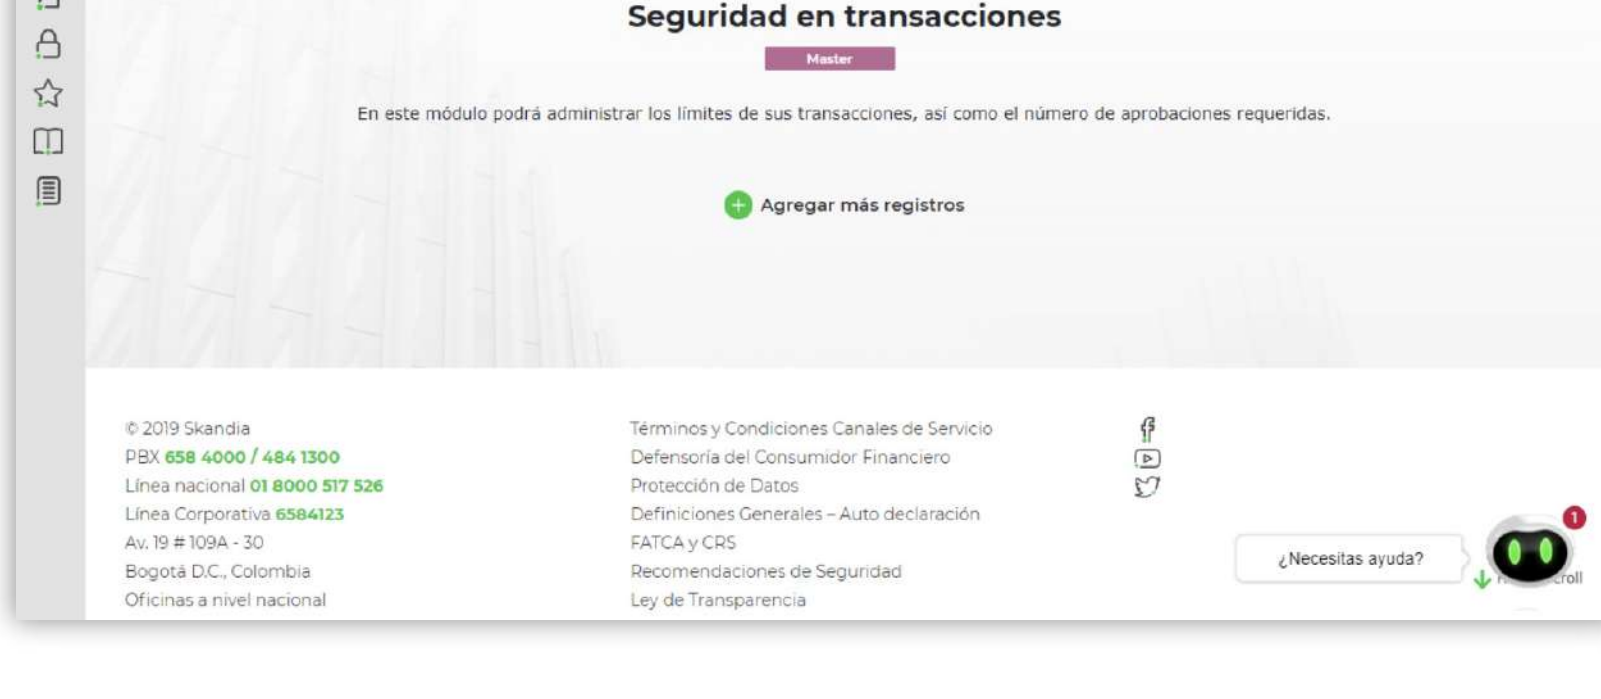 Seguridad en transacciones
Master
En este módulo podrá administrar los límites de sus transacciones, así como el número de aprobaciones requeridas.
Agregar más registros
© 2019 Skandia
PBX 658 4000 / 484 1300
Línea nacional 01 8000 517 526
Línea Corporativa 6584123
Av. 19 # 109A - 30
Bogotá D.C., Colombia
Oficinas a nivel nacional
Términos y Condiciones Canales de Servicio
Defensoría del Consumidor Financiero
Protección de Datos
Definiciones Generales – Auto declaración
FATCA y CRS
Recomendaciones de Seguridad
Ley de Transparencia
1
¿Necesitas ayuda?